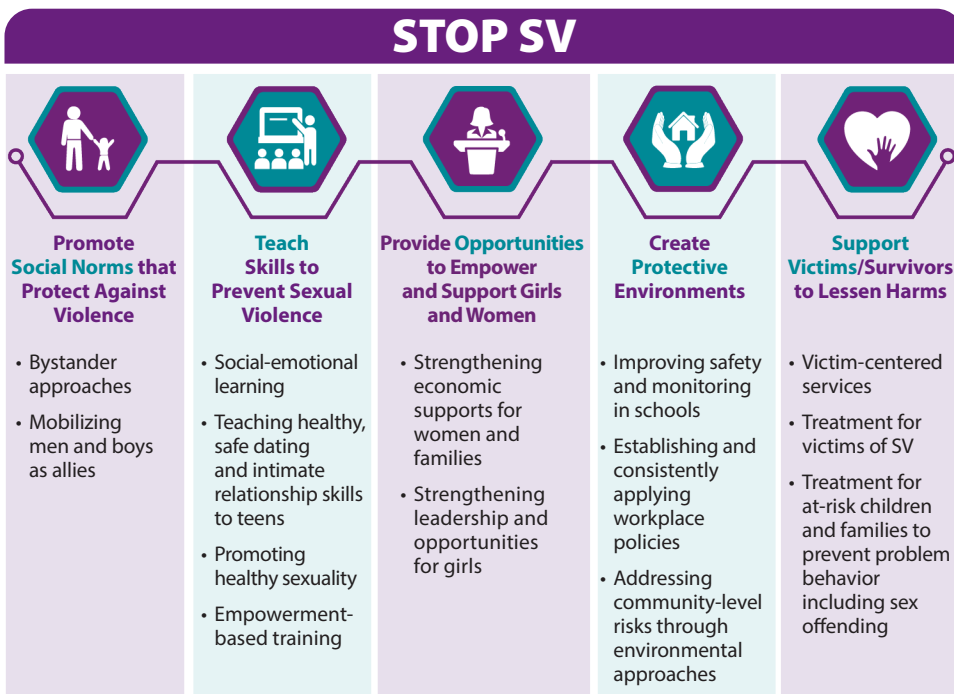 STOP SV
Promote
Social Norms that
Protect Against
Violence
• Bystander
approaches
• Mobilizing
men and boys
as allies
Teach
Skills to
Prevent Sexual
Violence
• Social-emotional
learning
• Teaching healthy,
safe dating
and intimate
relationship skills
to teens
• Promoting
healthy sexuality
• Empowerment-
based training
Provide Opportunities
to Empower
and Support Girls
and Women
• Strengthening
economic
supports for
women and
families
• Strengthening
leadership and
opportunities
for girls
Create
Protective
Environments
• Improving safety
and monitoring
in schools
• Establishing and
consistently
applying
workplace
policies
• Addressing
community-level
risks through
environmental
approaches
Support
Victims/Survivors
to Lessen Harms
• Victim-centered
services
• Treatment for
victims of SV
• Treatment for
at-risk children
and families to
prevent problem
behavior
including sex
offending